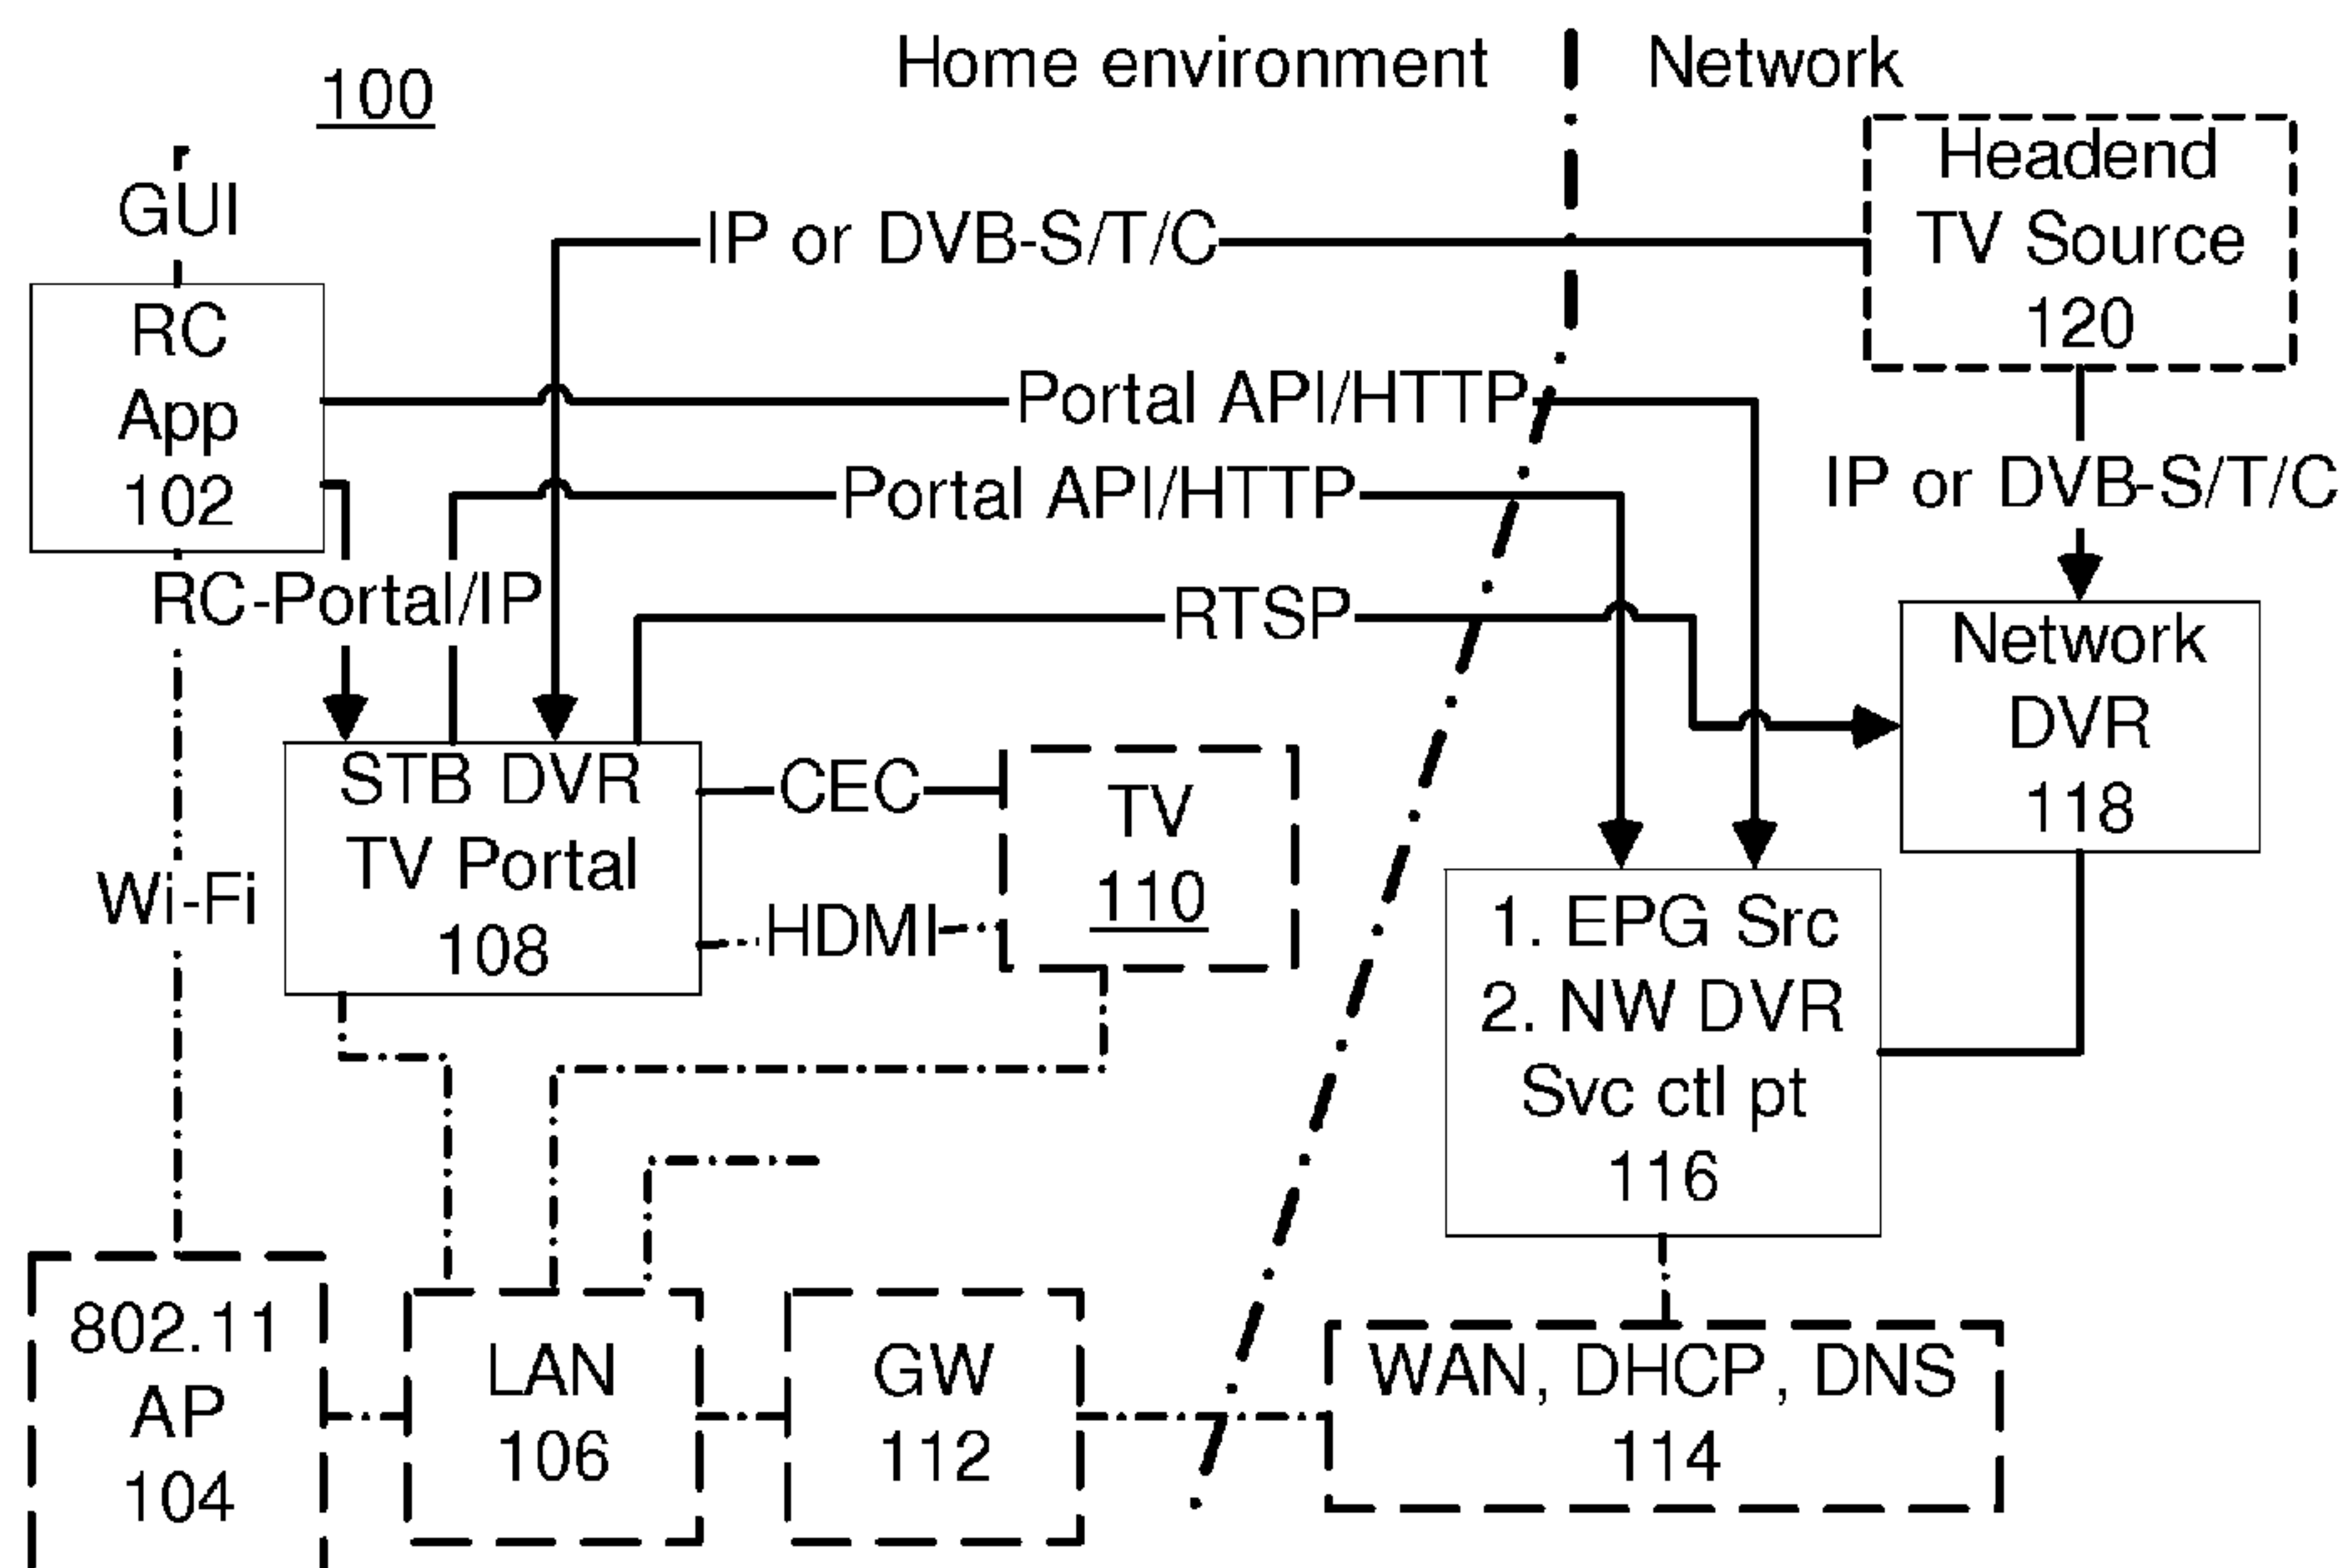 Home environment
Network
100
Headend
TV Source
120
GUI
IP or DVB-S/T/C
RC
App
102
Portal API/HTTP
Portal API/HTTP
IP or DVB-S/T/C
RC-Portal/IP
RTSP
Network
DVR
118
STB DVR
TV Portal
108
CEC
HDMI
TV
110
Wi-Fi
1. EPG Src
2. NW DVR
Svc ctl pt
116
802.11
AP
104
LAN
106
GW
112
WAN, DHCP, DNS
114